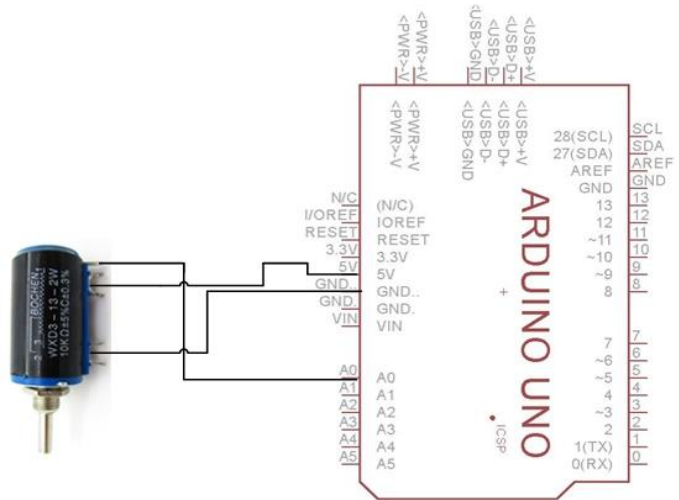 <PWR>-V
<PWR>+V
<USB>GND
<USB>D-
<USB>D+
<USB>+V
<PWR>-V
<PWR>+V
<USB>GND
<USB>D-
<USB>D+
<USB>+V
28(SCL) SCL
27(SDA) SDA
AREF AREF
GND GND
N/C (N/C) 13 13
I/OREF IOREF 12 12
RESET RESET ~11 11
3.3V 3.3V ~10 10
5V 5V ~9 9
GND.. GND.. 8 8
GND. GND.
VIN VIN
7 7
~6 6
A0 A0 ~5 5
A1 A1 4 4
A2 A2 ~3 3
A3 A3 2 2
A4 A4 1(TX) 1
A5 A5 0(RX) 0
ARDUINO UNO
ICSP
BOCHEN
WXD3-13-2W
10KΩ±5%C±0.3%